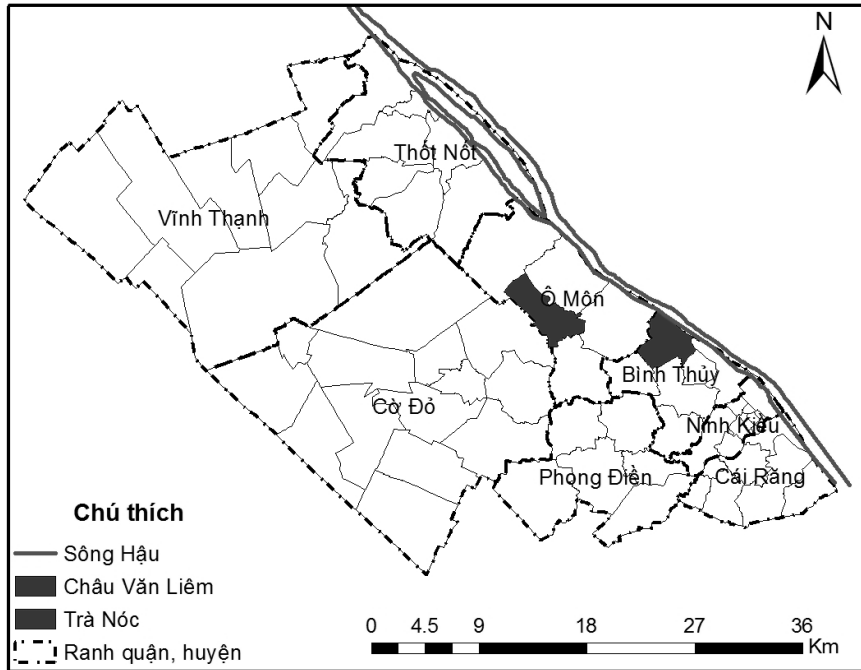 N
Thốt Nốt
Vĩnh Thạnh
Ô Môn
Bình Thủy
Cờ Đỏ
Ninh Kiều
Phong Điền
Cái Răng
Chú thích
Sông Hậu
Châu Văn Liêm
Trà Nóc
Ranh quận, huyện
0 4.5 9 18 27 36
Km